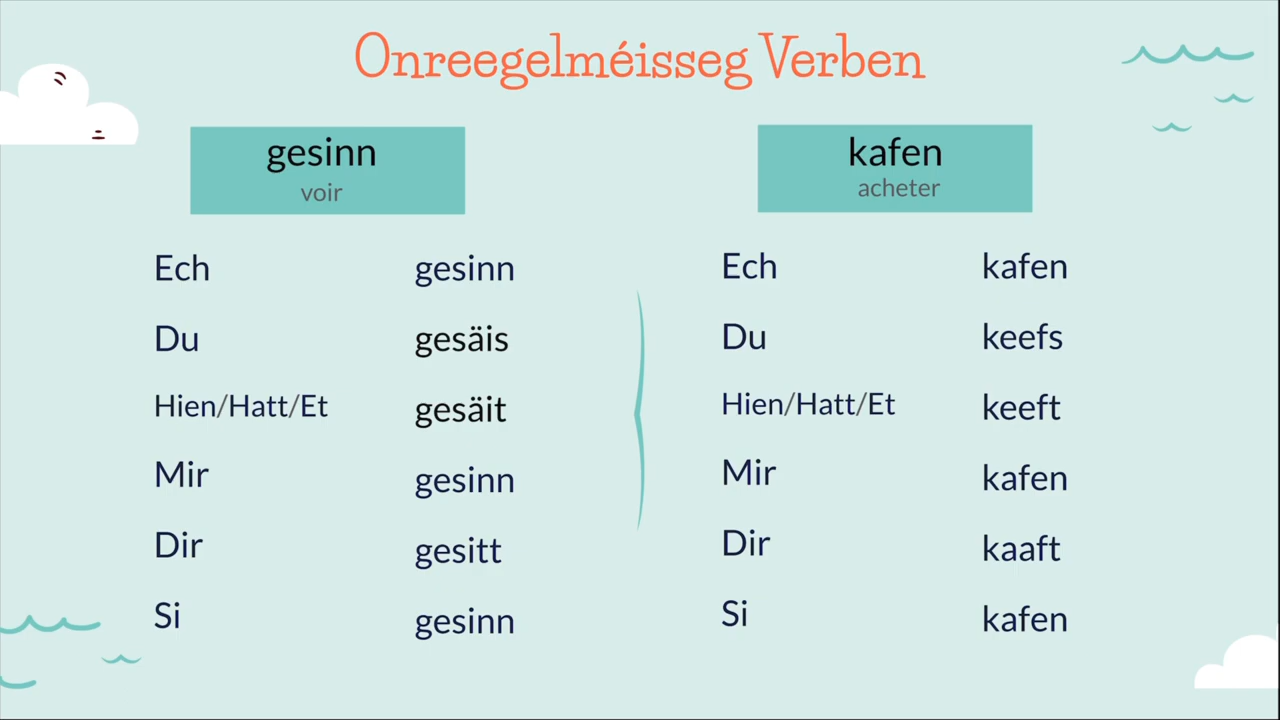 Onreegelméisseg Verben
gesinn
voir
Ech gesinn
Du gesäis
Hien/Hatt/Et gesäit
Mir gesinn
Dir gesitt
Si gesinn
kafen
acheter
Ech kafen
Du keefs
Hien/Hatt/Et keeft
Mir kafen
Dir kaaft
Si kafen